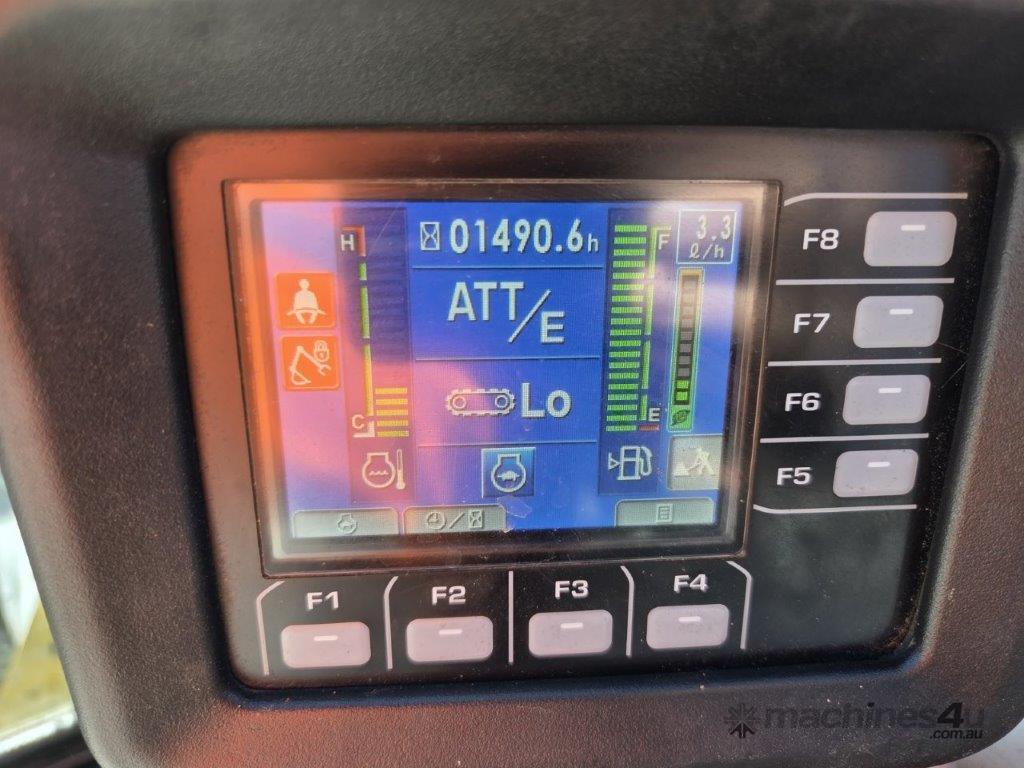 H
01490.6h
F
3.3
ℓ/h
ATT/E
C
Lo
E
F8
F7
F6
F5
F1
F2
F3
F4
machines4u
.com.au